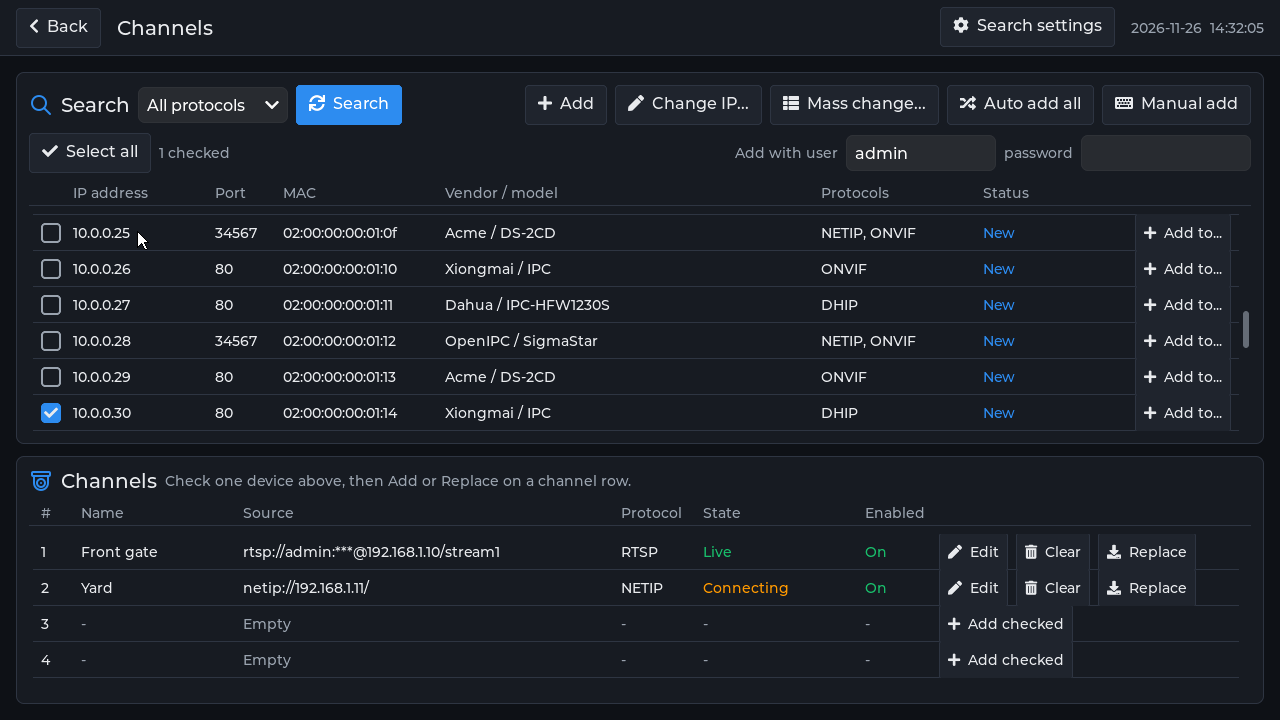 Back Channels Search settings 2026-11-26 14:32:05
Search All protocols Search Add Change IP... Mass change... Auto add all Manual add
Select all 1 checked Add with user admin password
IP address Port MAC Vendor / model Protocols Status
10.0.0.25 34567 02:00:00:00:01:0f Acme / DS-2CD NETIP, ONVIF New Add to...
10.0.0.26 80 02:00:00:00:01:10 Xiongmai / IPC ONVIF New Add to...
10.0.0.27 80 02:00:00:00:01:11 Dahua / IPC-HFW1230S DHIP New Add to...
10.0.0.28 34567 02:00:00:00:01:12 OpenIPC / SigmaStar NETIP, ONVIF New Add to...
10.0.0.29 80 02:00:00:00:01:13 Acme / DS-2CD ONVIF New Add to...
10.0.0.30 80 02:00:00:00:01:14 Xiongmai / IPC DHIP New Add to...
Channels Check one device above, then Add or Replace on a channel row.
# Name Source Protocol State Enabled
1 Front gate rtsp://admin:***@192.168.1.10/stream1 RTSP Live On Edit Clear Replace
2 Yard netip://192.168.1.11/ NETIP Connecting On Edit Clear Replace
3 - Empty - - - Add checked
4 - Empty - - - Add checked